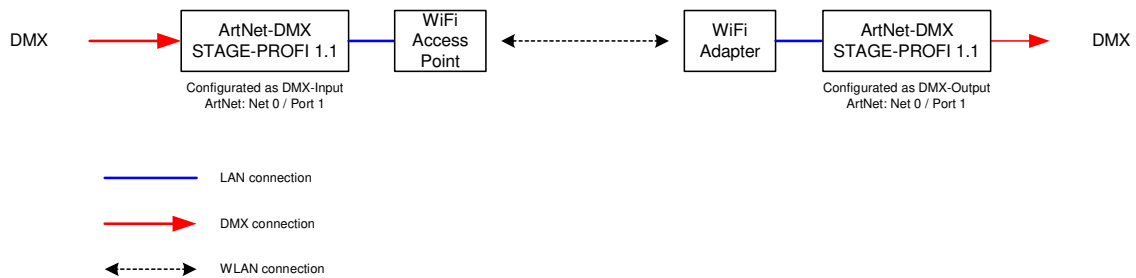 DMX
ArtNet-DMX
STAGE-PROFI 1.1
Configurated as DMX-Input
ArtNet: Net 0 / Port 1
WiFi
Access
Point
WiFi
Adapter
ArtNet-DMX
STAGE-PROFI 1.1
Configurated as DMX-Output
ArtNet: Net 0 / Port 1
DMX
LAN connection
DMX connection
WLAN connection